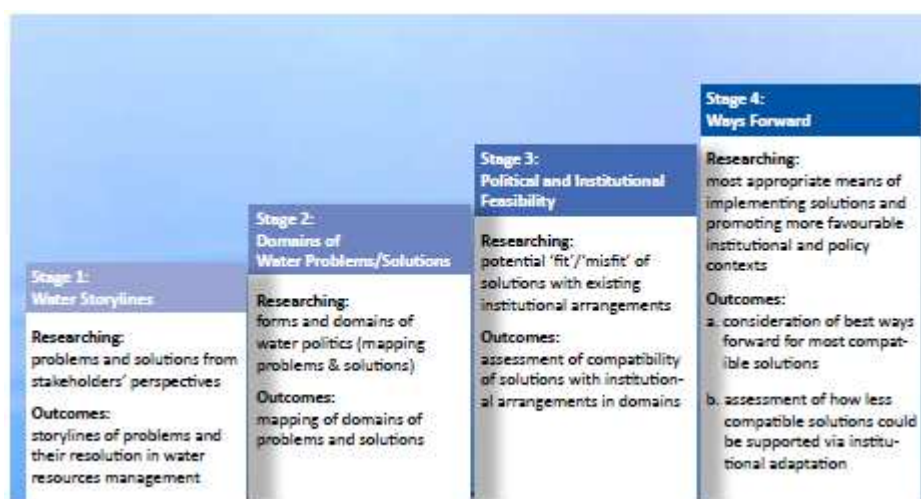 Stage 1:
Water Storylines
Researching:
problems and solutions from
stakeholders' perspectives
Outcomes:
storylines of problems and
their resolution in water
resources management
Stage 2:
Domains of
Water Problems/Solutions
Researching:
forms and domains of
water politics (mapping
problems & solutions)
Outcomes:
mapping of domains of
problems and solutions
Stage 3:
Political and Institutional
Feasibility
Researching:
potential 'fit'/'misfit' of
solutions with existing
institutional arrangements
Outcomes:
assessment of compatibility
of solutions with institution-
al arrangements in domains
Stage 4:
Ways Forward
Researching:
most appropriate means of
implementing solutions and
promoting more favourable
institutional and policy
contexts
Outcomes:
a. consideration of best ways
forward for most compat-
ible solutions
b. assessment of how less
compatible solutions could
be supported via institu-
tional adaptation